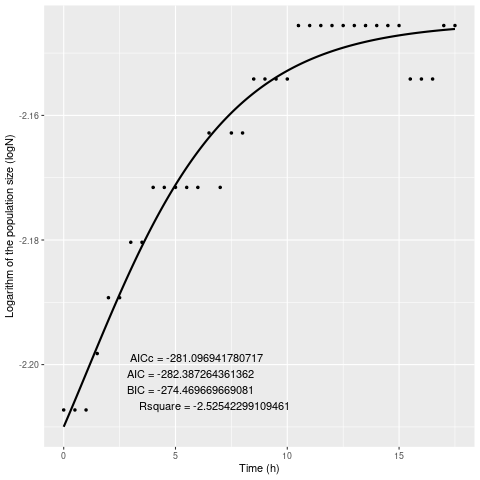 -2.16
-2.18
-2.20
Logarithm of the population size (logN)
AICc = -281.096941780717
AIC = -282.387264361362
BIC = -274.469669669081
Rsquare = -2.52542299109461
0 5 10 15
Time (h)